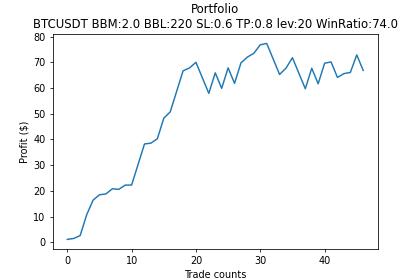 Portfolio
BTCUSDT BBM:2.0 BBL:220 SL:0.6 TP:0.8 lev:20 WinRatio:74.0
80
70
60
50
40
30
20
10
0
Profit ($)
0 10 20 30 40
Trade counts